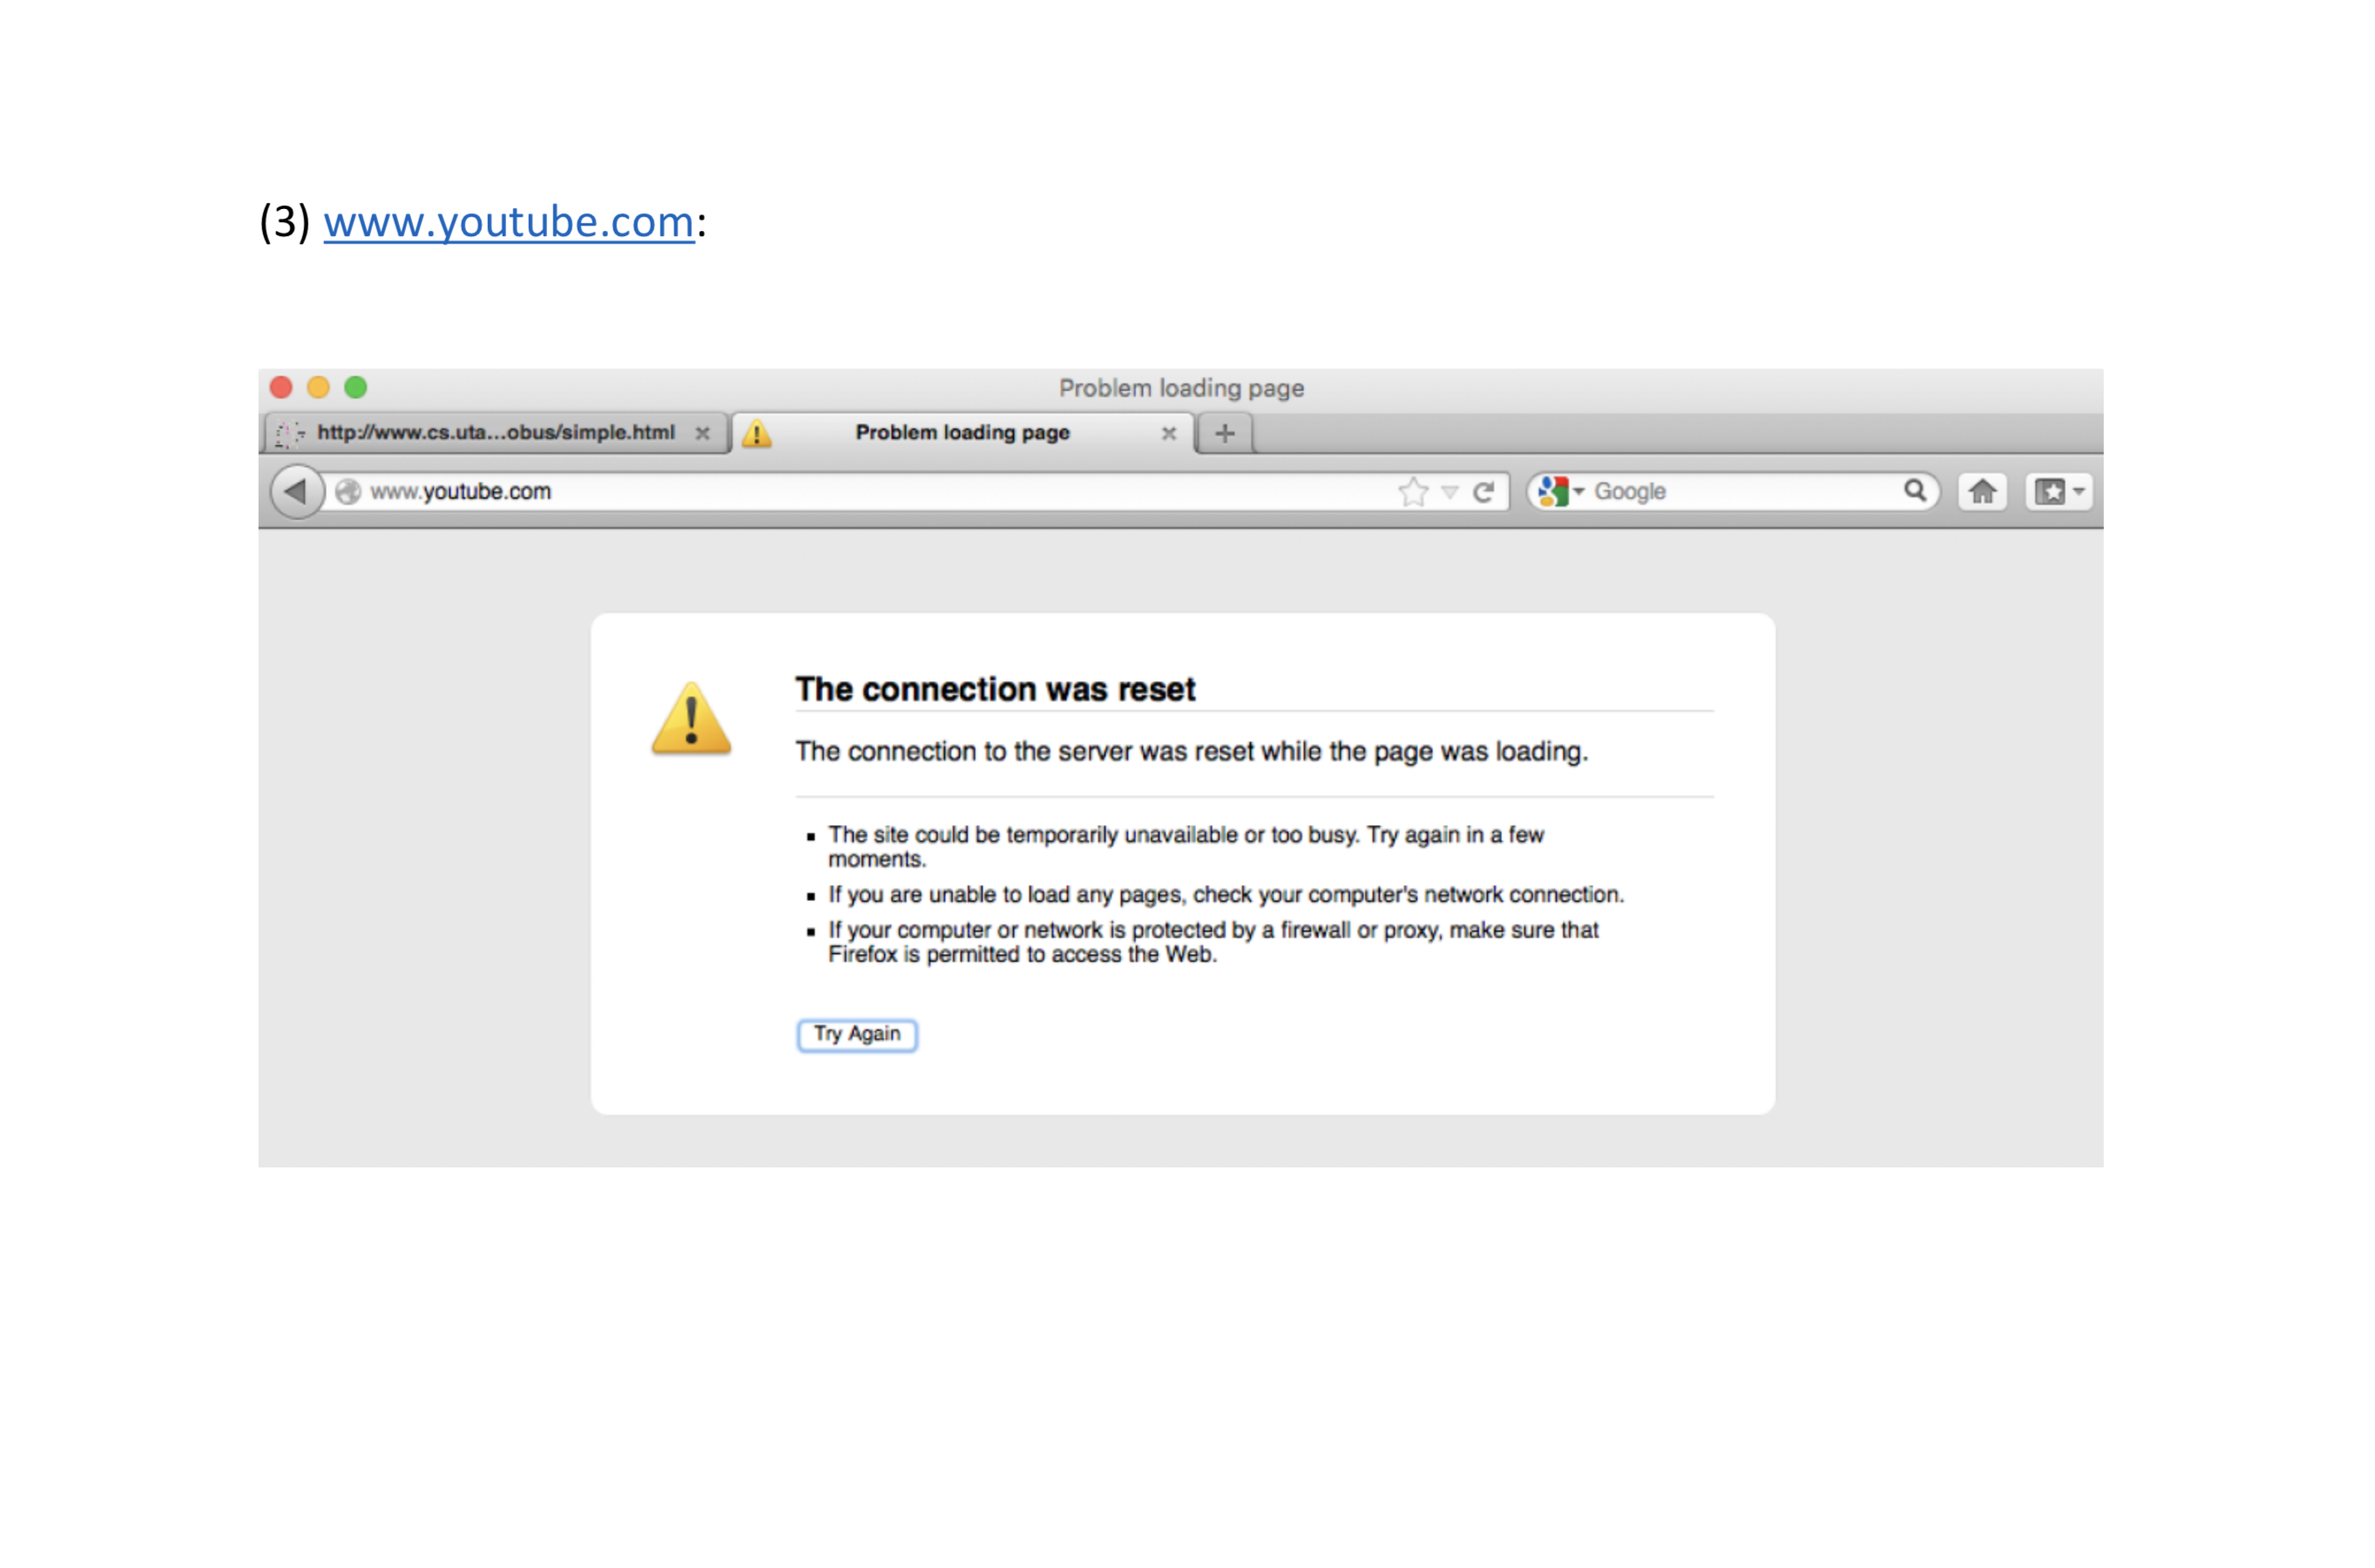 (3) www.youtube.com:
Problem loading page
http://www.cs.uta...obus/simple.html
Problem loading page
www.youtube.com
Google
The connection was reset
The connection to the server was reset while the page was loading.
The site could be temporarily unavailable or too busy. Try again in a few
moments.
If you are unable to load any pages, check your computer's network connection.
If your computer or network is protected by a firewall or proxy, make sure that
Firefox is permitted to access the Web.
Try Again